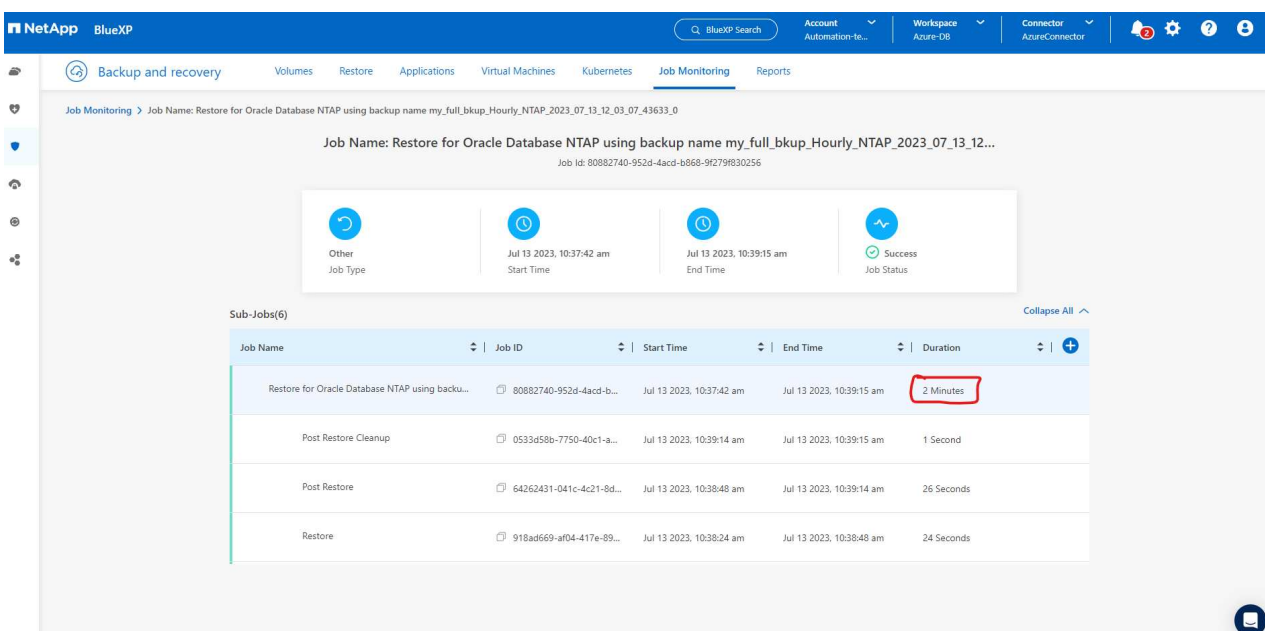 NetApp BlueXP
BlueXP Search
Account
Automation-te...
Workspace
Azure-DB
Connector
AzureConnector
2
Backup and recovery
Volumes Restore Applications Virtual Machines Kubernetes Job Monitoring Reports
Job Monitoring > Job Name: Restore for Oracle Database NTAP using backup name my_full_bkup_Hourly_NTAP_2023_07_13_12_03_07_43633_0
Job Name: Restore for Oracle Database NTAP using backup name my_full_bkup_Hourly_NTAP_2023_07_13_12...
Job Id: 80882740-952d-4acd-b868-9f279f830256
Other
Job Type
Jul 13 2023, 10:37:42 am
Start Time
Jul 13 2023, 10:39:15 am
End Time
Success
Job Status
Sub-Jobs(6)
Collapse All
Job Name Job ID Start Time End Time Duration
Restore for Oracle Database NTAP using backu... 80882740-952d-4acd-b... Jul 13 2023, 10:37:42 am Jul 13 2023, 10:39:15 am 2 Minutes
Post Restore Cleanup 0533d58b-7750-40c1-a... Jul 13 2023, 10:39:14 am Jul 13 2023, 10:39:15 am 1 Second
Post Restore 64262431-041c-4c21-8d... Jul 13 2023, 10:38:48 am Jul 13 2023, 10:39:14 am 26 Seconds
Restore 918ad669-af04-417e-89... Jul 13 2023, 10:38:24 am Jul 13 2023, 10:38:48 am 24 Seconds